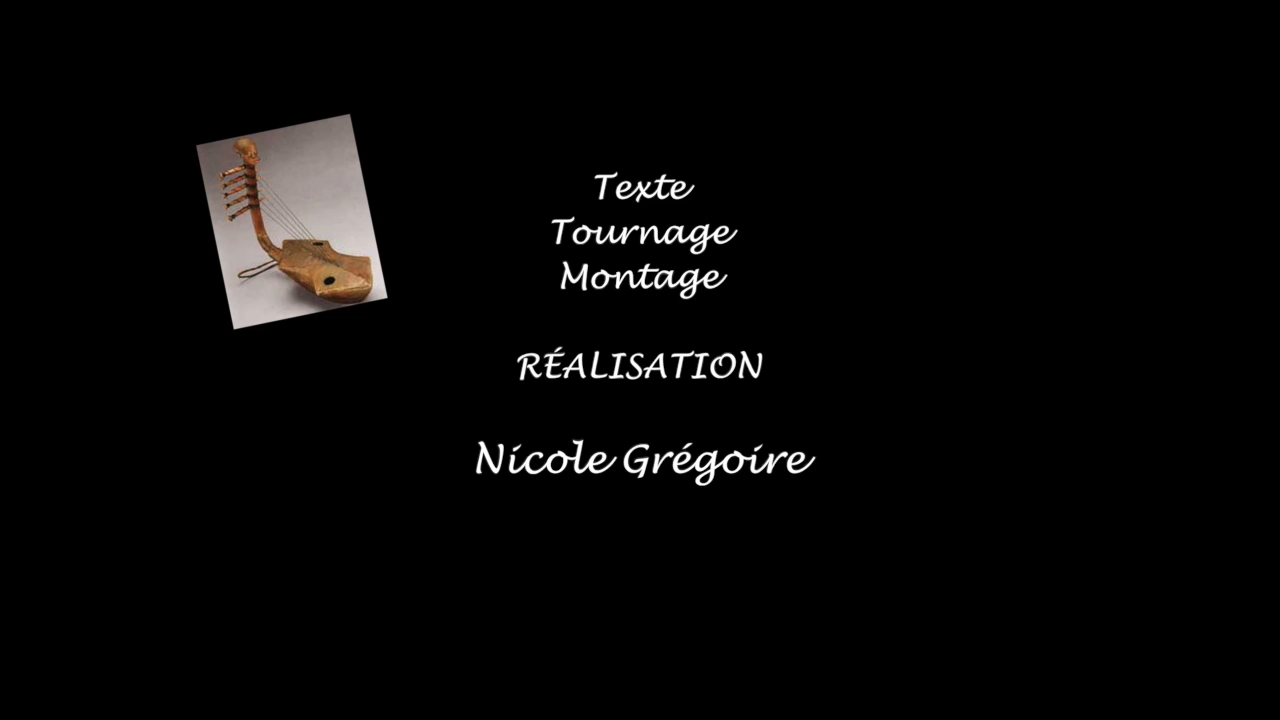 Texte
Tournage
Montage
RÉALISATION
Nicole Grégoire